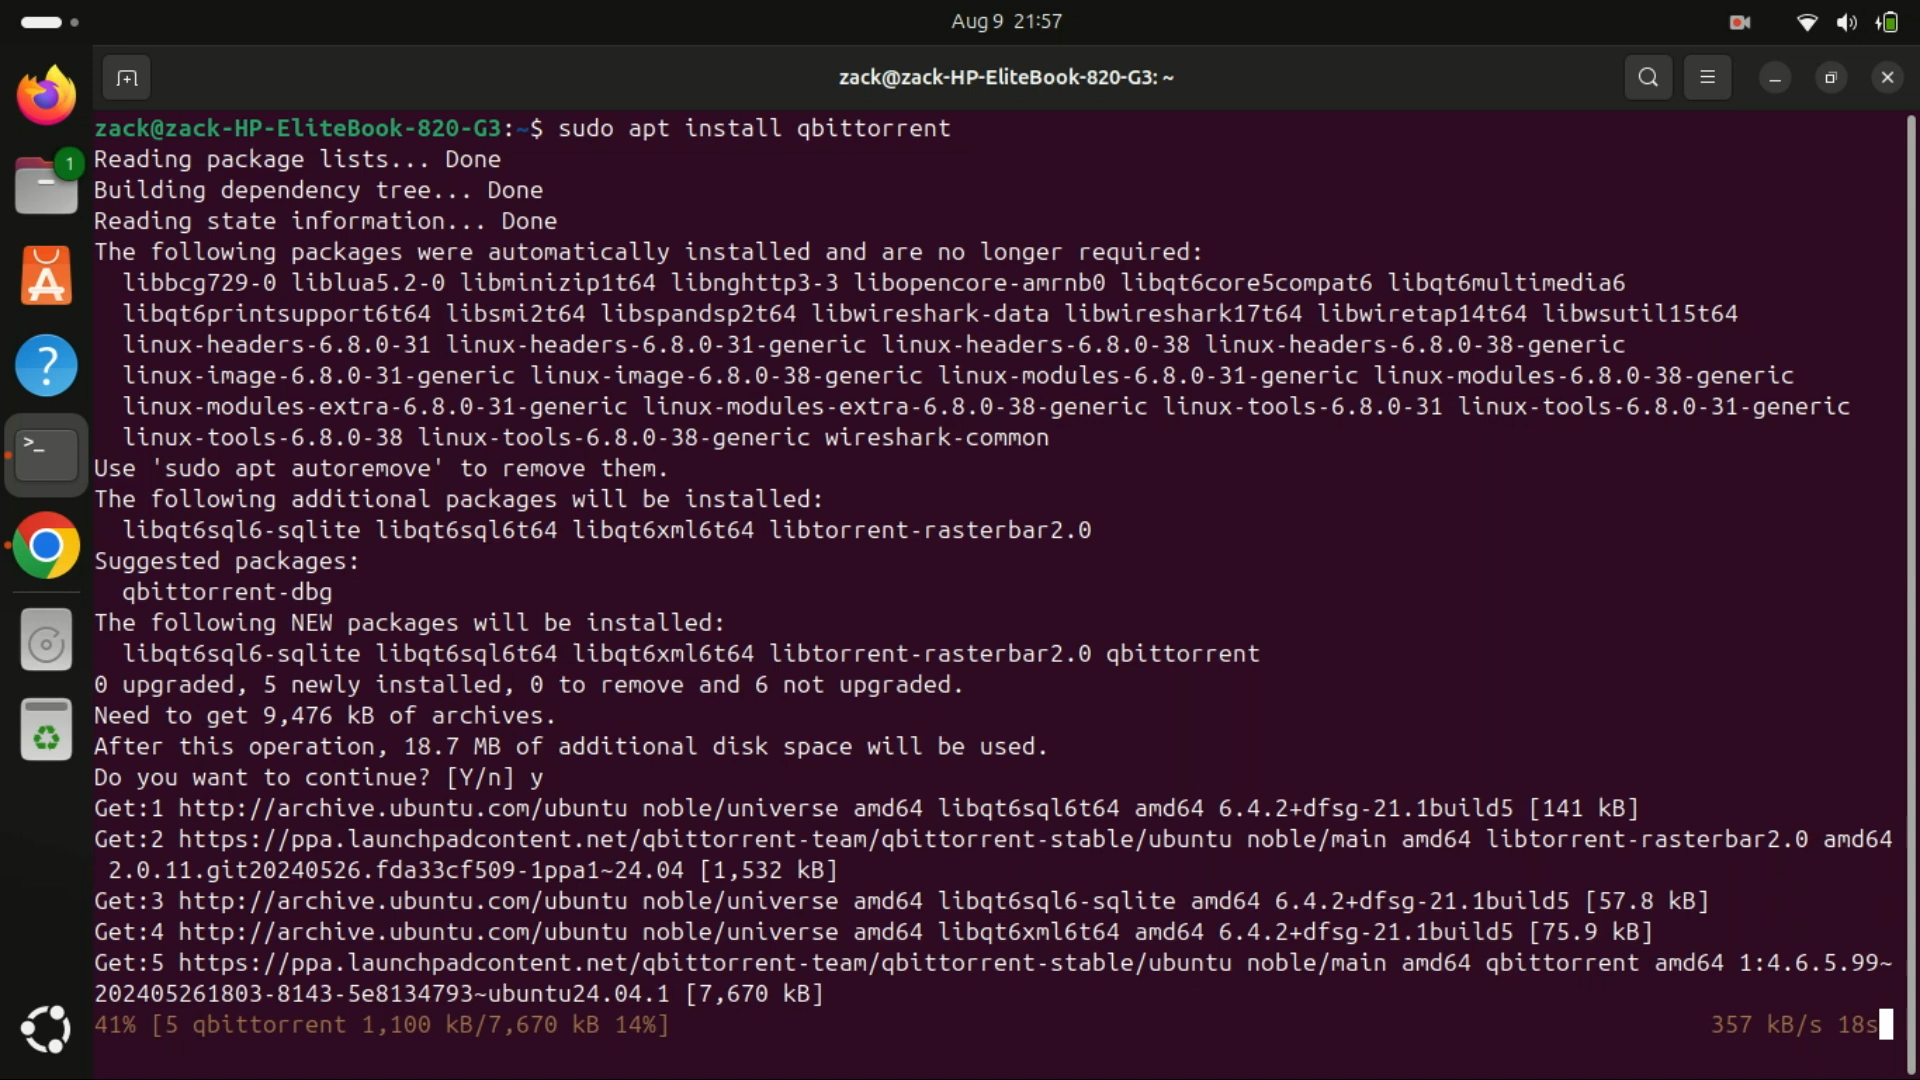 Aug 9 21:57
zack@zack-HP-EliteBook-820-G3: ~
1
zack@zack-HP-EliteBook-820-G3:~$ sudo apt install qbittorrent
Reading package lists... Done
Building dependency tree... Done
Reading state information... Done
The following packages were automatically installed and are no longer required:
  libbcg729-0 liblua5.2-0 libminizip1t64 libnghttp3-3 libopencore-amrnb0 libqt6core5compat6 libqt6multimedia6
  libqt6printsupport6t64 libsmi2t64 libspandsp2t64 libwireshark-data libwireshark17t64 libwiretap14t64 libwsutil15t64
  linux-headers-6.8.0-31 linux-headers-6.8.0-31-generic linux-headers-6.8.0-38 linux-headers-6.8.0-38-generic
  linux-image-6.8.0-31-generic linux-image-6.8.0-38-generic linux-modules-6.8.0-31-generic linux-modules-6.8.0-38-generic
  linux-modules-extra-6.8.0-31-generic linux-modules-extra-6.8.0-38-generic linux-tools-6.8.0-31 linux-tools-6.8.0-31-generic
  linux-tools-6.8.0-38 linux-tools-6.8.0-38-generic wireshark-common
Use 'sudo apt autoremove' to remove them.
The following additional packages will be installed:
  libqt6sql6-sqlite libqt6sql6t64 libqt6xml6t64 libtorrent-rasterbar2.0
Suggested packages:
  qbittorrent-dbg
The following NEW packages will be installed:
  libqt6sql6-sqlite libqt6sql6t64 libqt6xml6t64 libtorrent-rasterbar2.0 qbittorrent
0 upgraded, 5 newly installed, 0 to remove and 6 not upgraded.
Need to get 9,476 kB of archives.
After this operation, 18.7 MB of additional disk space will be used.
Do you want to continue? [Y/n] y
Get:1 http://archive.ubuntu.com/ubuntu noble/universe amd64 libqt6sql6t64 amd64 6.4.2+dfsg-21.1build5 [141 kB]
Get:2 https://ppa.launchpadcontent.net/qbittorrent-team/qbittorrent-stable/ubuntu noble/main amd64 libtorrent-rasterbar2.0 amd64
 2.0.11.git20240526.fda33cf509-1ppa1~24.04 [1,532 kB]
Get:3 http://archive.ubuntu.com/ubuntu noble/universe amd64 libqt6sql6-sqlite amd64 6.4.2+dfsg-21.1build5 [57.8 kB]
Get:4 http://archive.ubuntu.com/ubuntu noble/universe amd64 libqt6xml6t64 amd64 6.4.2+dfsg-21.1build5 [75.9 kB]
Get:5 https://ppa.launchpadcontent.net/qbittorrent-team/qbittorrent-stable/ubuntu noble/main amd64 qbittorrent amd64 1:4.6.5.99~
202405261803-8143-5e8134793~ubuntu24.04.1 [7,670 kB]
41% [5 qbittorrent 1,100 kB/7,670 kB 14%] 357 kB/s 18s